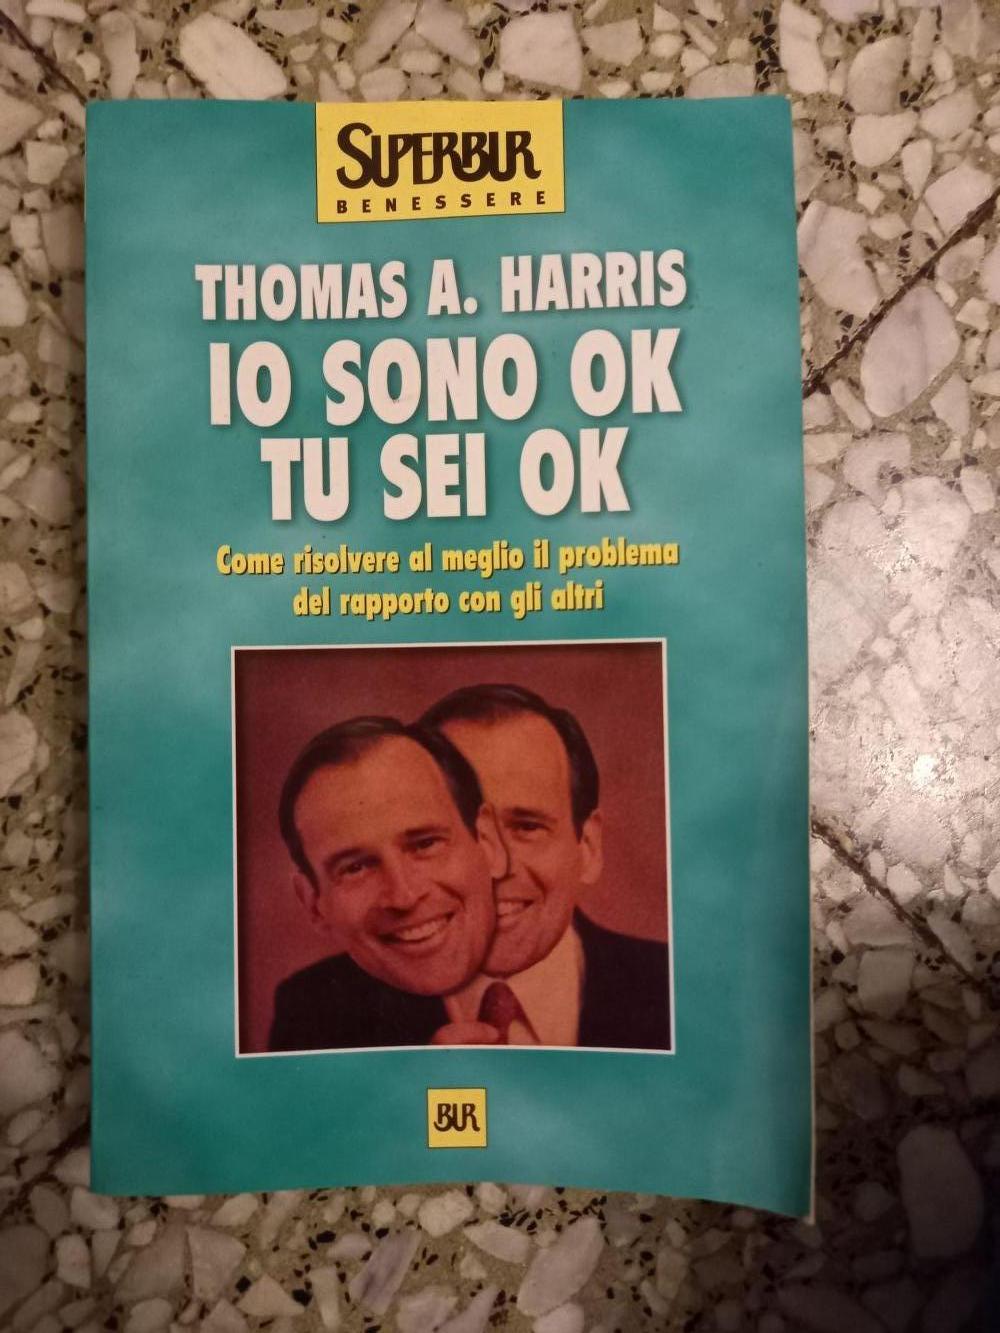 SUPERBUR
BENESSERE
THOMAS A. HARRIS
IO SONO OK
TU SEI OK
Come risolvere al meglio il problema
del rapporto con gli altri
BUR